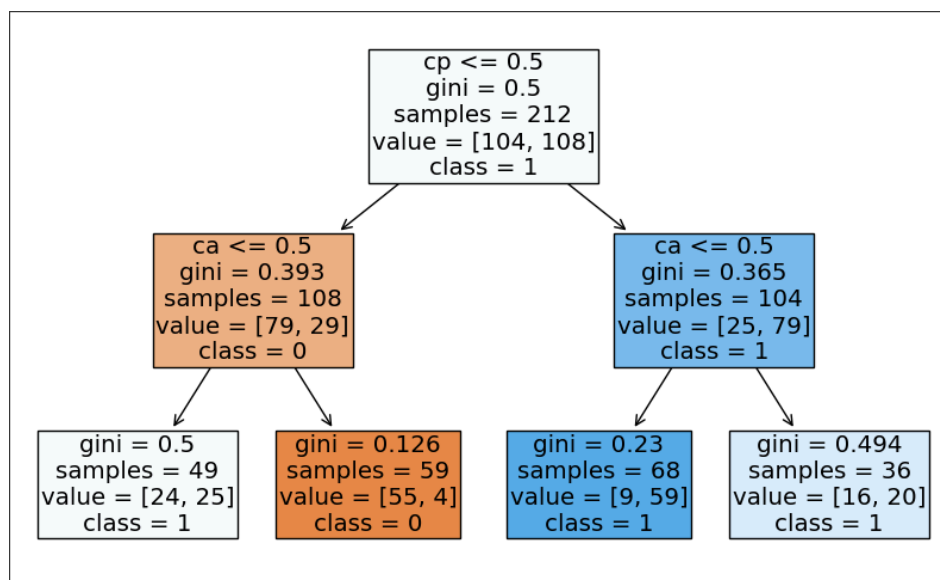 cp <= 0.5
gini = 0.5
samples = 212
value = [104, 108]
class = 1
ca <= 0.5
gini = 0.393
samples = 108
value = [79, 29]
class = 0
ca <= 0.5
gini = 0.365
samples = 104
value = [25, 79]
class = 1
gini = 0.5
samples = 49
value = [24, 25]
class = 1
gini = 0.126
samples = 59
value = [55, 4]
class = 0
gini = 0.23
samples = 68
value = [9, 59]
class = 1
gini = 0.494
samples = 36
value = [16, 20]
class = 1